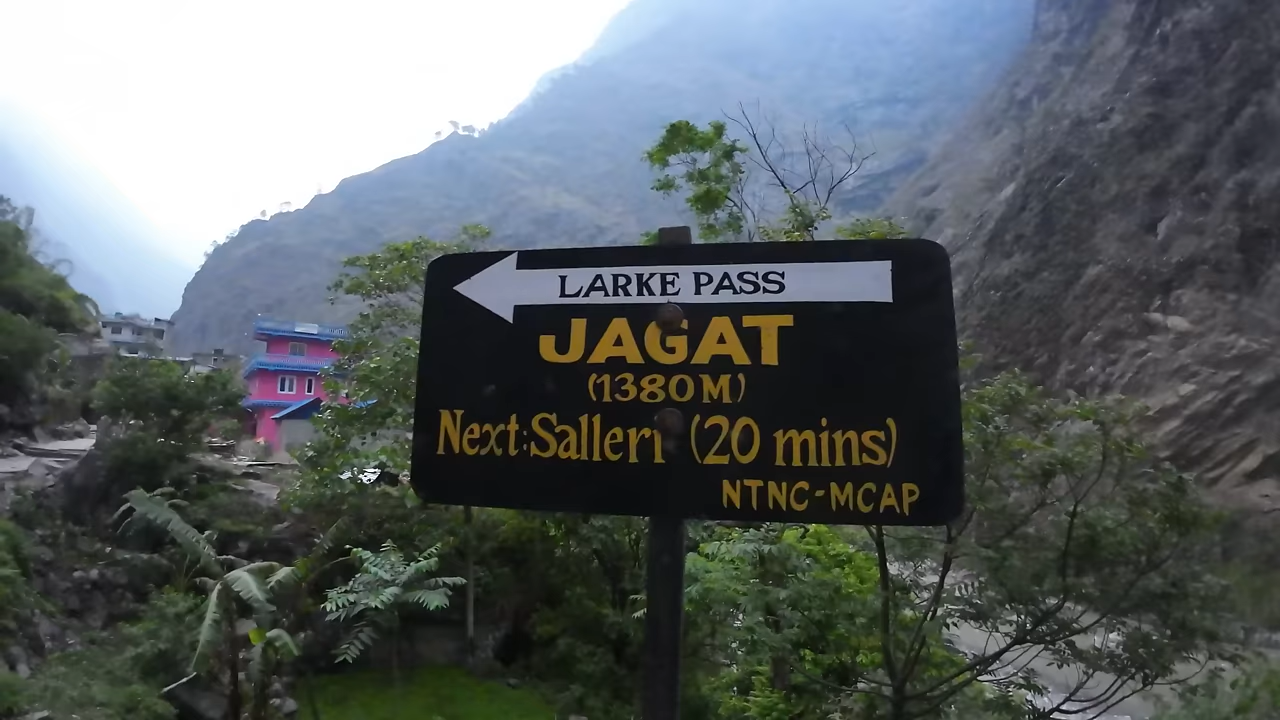 LARKE PASS
JAGAT
(1380M)
Next:Salleri (20 mins)
NTNC-MCAP